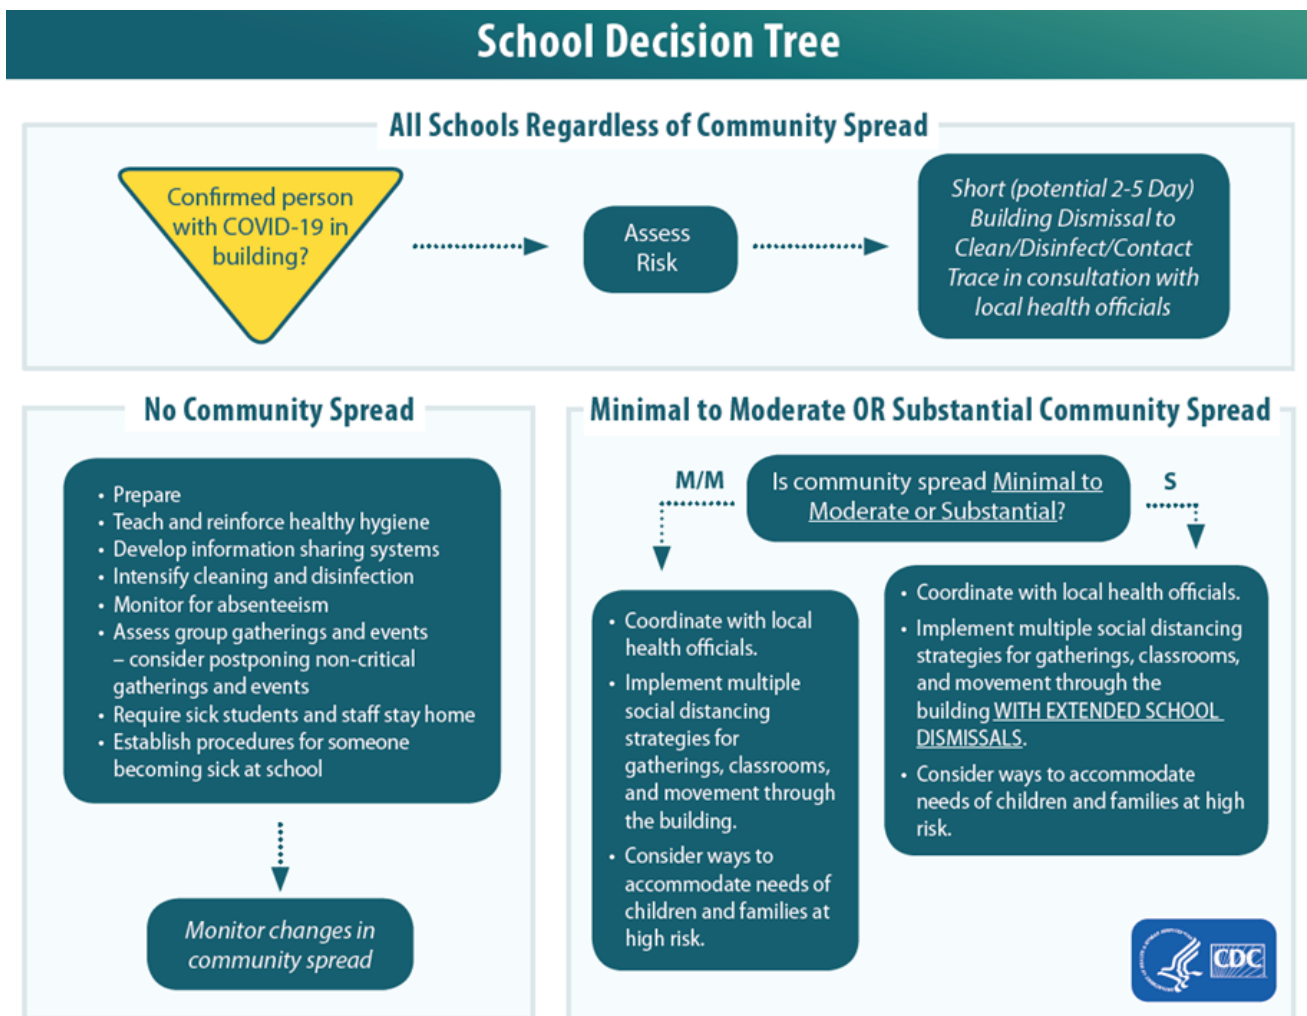 School Decision Tree
All Schools Regardless of Community Spread
Confirmed person
with COVID-19 in
building?
Assess
Risk
Short (potential 2-5 Day)
Building Dismissal to
Clean/Disinfect/Contact
Trace in consultation with
local health officials
No Community Spread
• Prepare
• Teach and reinforce healthy hygiene
• Develop information sharing systems
• Intensify cleaning and disinfection
• Monitor for absenteeism
• Assess group gatherings and events
– consider postponing non-critical
gatherings and events
• Require sick students and staff stay home
• Establish procedures for someone
becoming sick at school
Monitor changes in
community spread
Minimal to Moderate OR Substantial Community Spread
Is community spread Minimal to
Moderate or Substantial?
M/M
• Coordinate with local
health officials.
• Implement multiple
social distancing
strategies for
gatherings, classrooms,
and movement through
the building.
• Consider ways to
accommodate needs of
children and families at
high risk.
S
• Coordinate with local health officials.
• Implement multiple social distancing
strategies for gatherings, classrooms,
and movement through the
building WITH EXTENDED SCHOOL
DISMISSALS.
• Consider ways to accommodate
needs of children and families at high
risk.
CDC